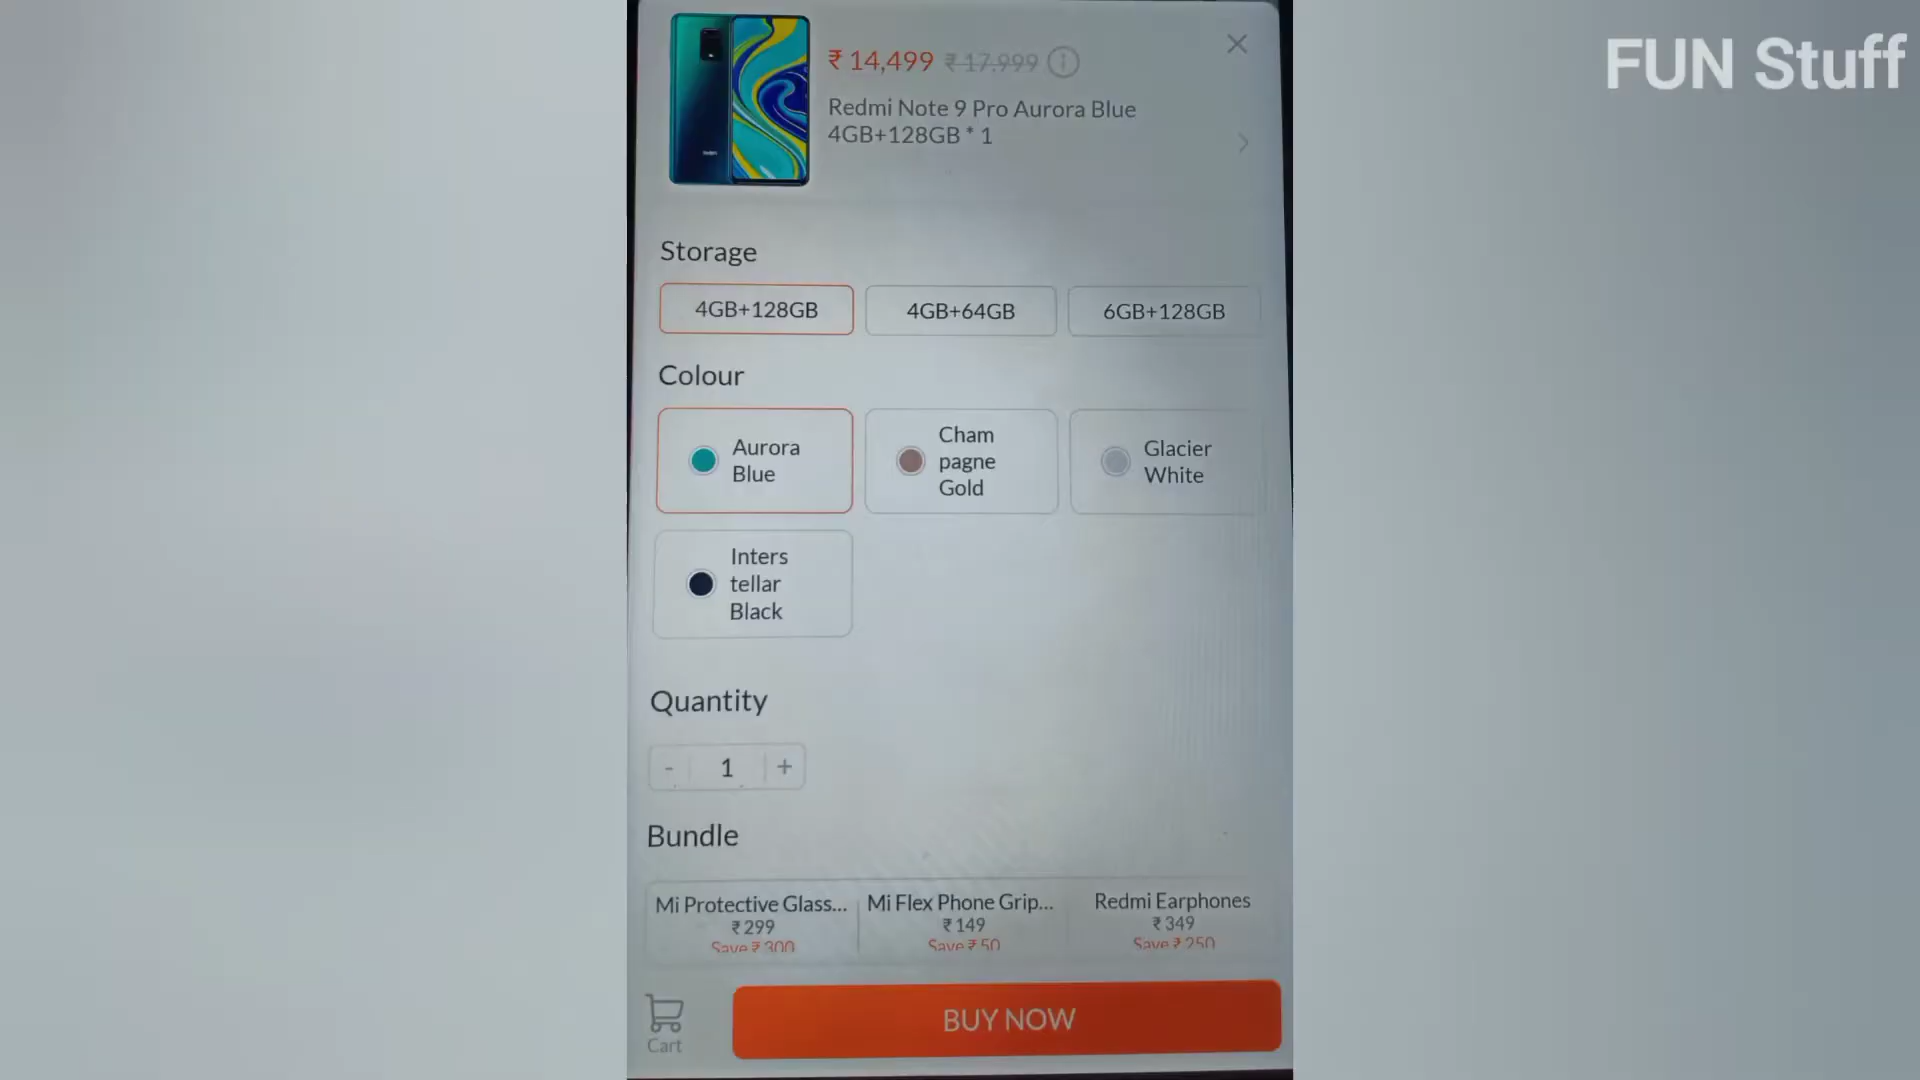 FUN Stuff
₹ 14,499 ₹ 17,999
Redmi Note 9 Pro Aurora Blue
4GB+128GB * 1
Storage
4GB+128GB 4GB+64GB 6GB+128GB
Colour
Aurora
Blue
Cham
pagne
Gold
Glacier
White
Inters
tellar
Black
Quantity
- 1 +
Bundle
Mi Protective Glass... Mi Flex Phone Grip... Redmi Earphones
₹ 299 ₹ 149 ₹ 349
Save ₹ 300 Save ₹ 50 Save ₹ 250
Cart
BUY NOW